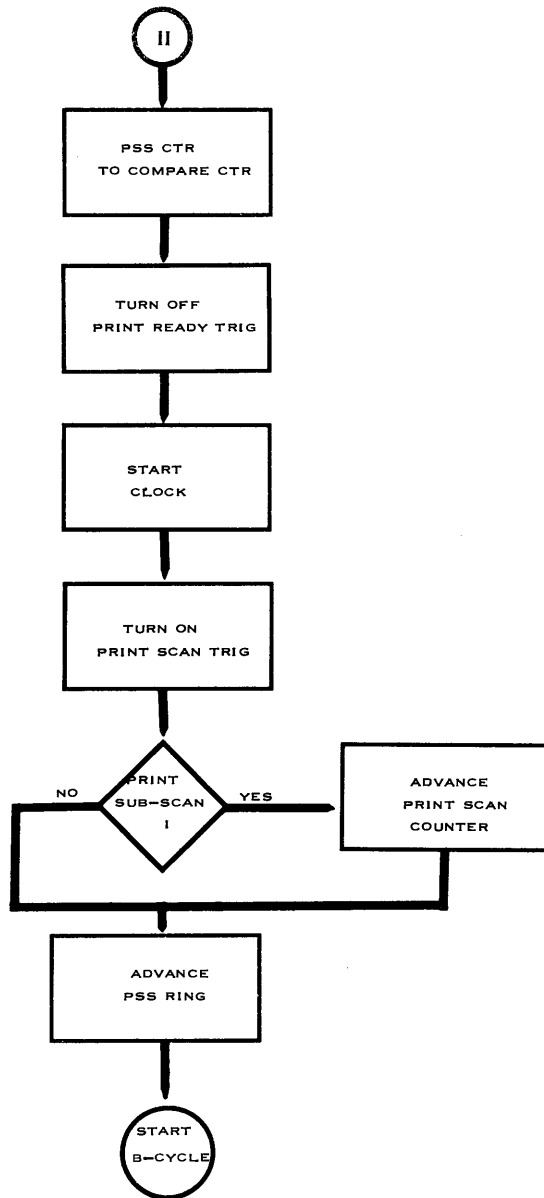 II
PSS CTR
TO COMPARE CTR
TURN OFF
PRINT READY TRIG
START
CLOCK
TURN ON
PRINT SCAN TRIG
PRINT
SUB-SCAN
I
NO
YES
ADVANCE
PRINT SCAN
COUNTER
ADVANCE
PSS RING
START
B-CYCLE